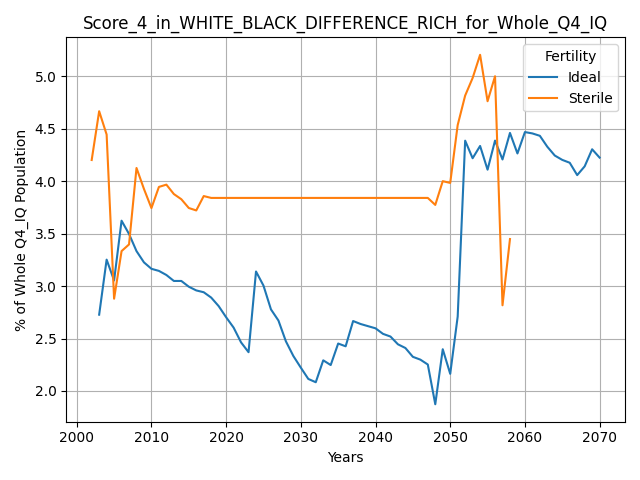 Score_4_in_WHITE_BLACK_DIFFERENCE_RICH_for_Whole_Q4_IQ
Fertility
Ideal
Sterile
% of Whole Q4_IQ Population
5.0
4.5
4.0
3.5
3.0
2.5
2.0
2000 2010 2020 2030 2040 2050 2060 2070
Years